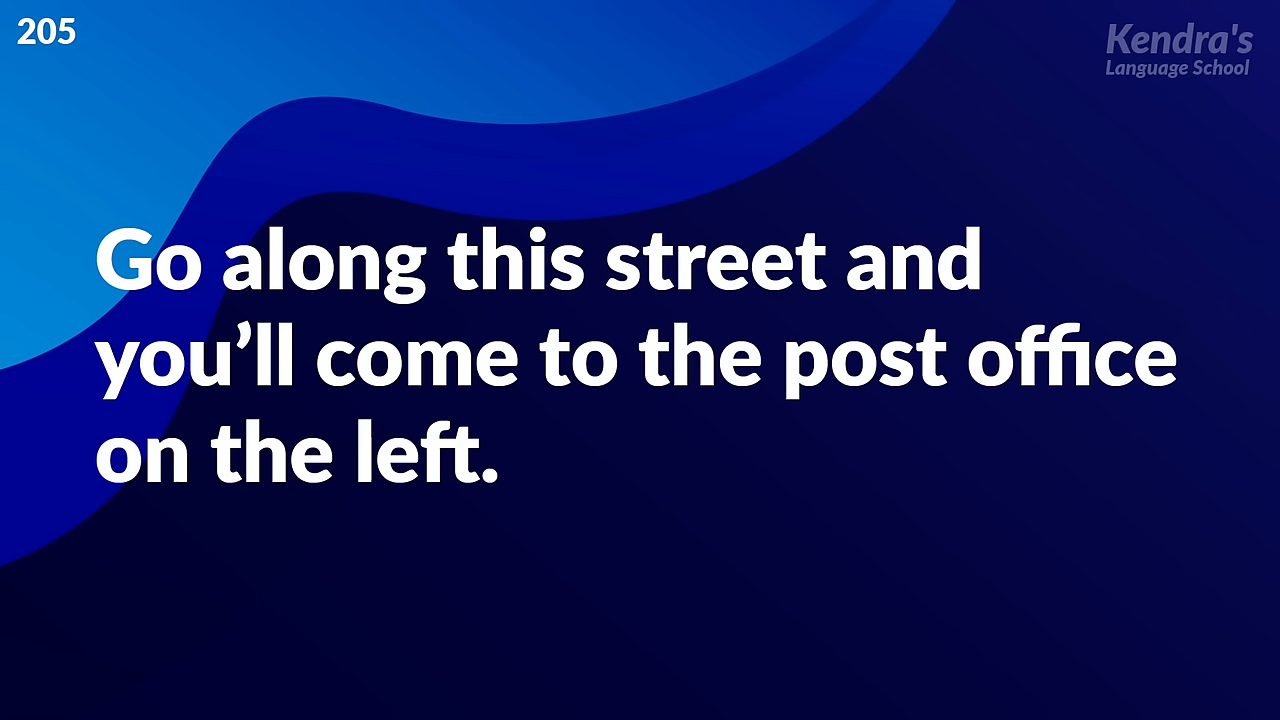 205
Kendra's
Language School
Go along this street and
you’ll come to the post office
on the left.